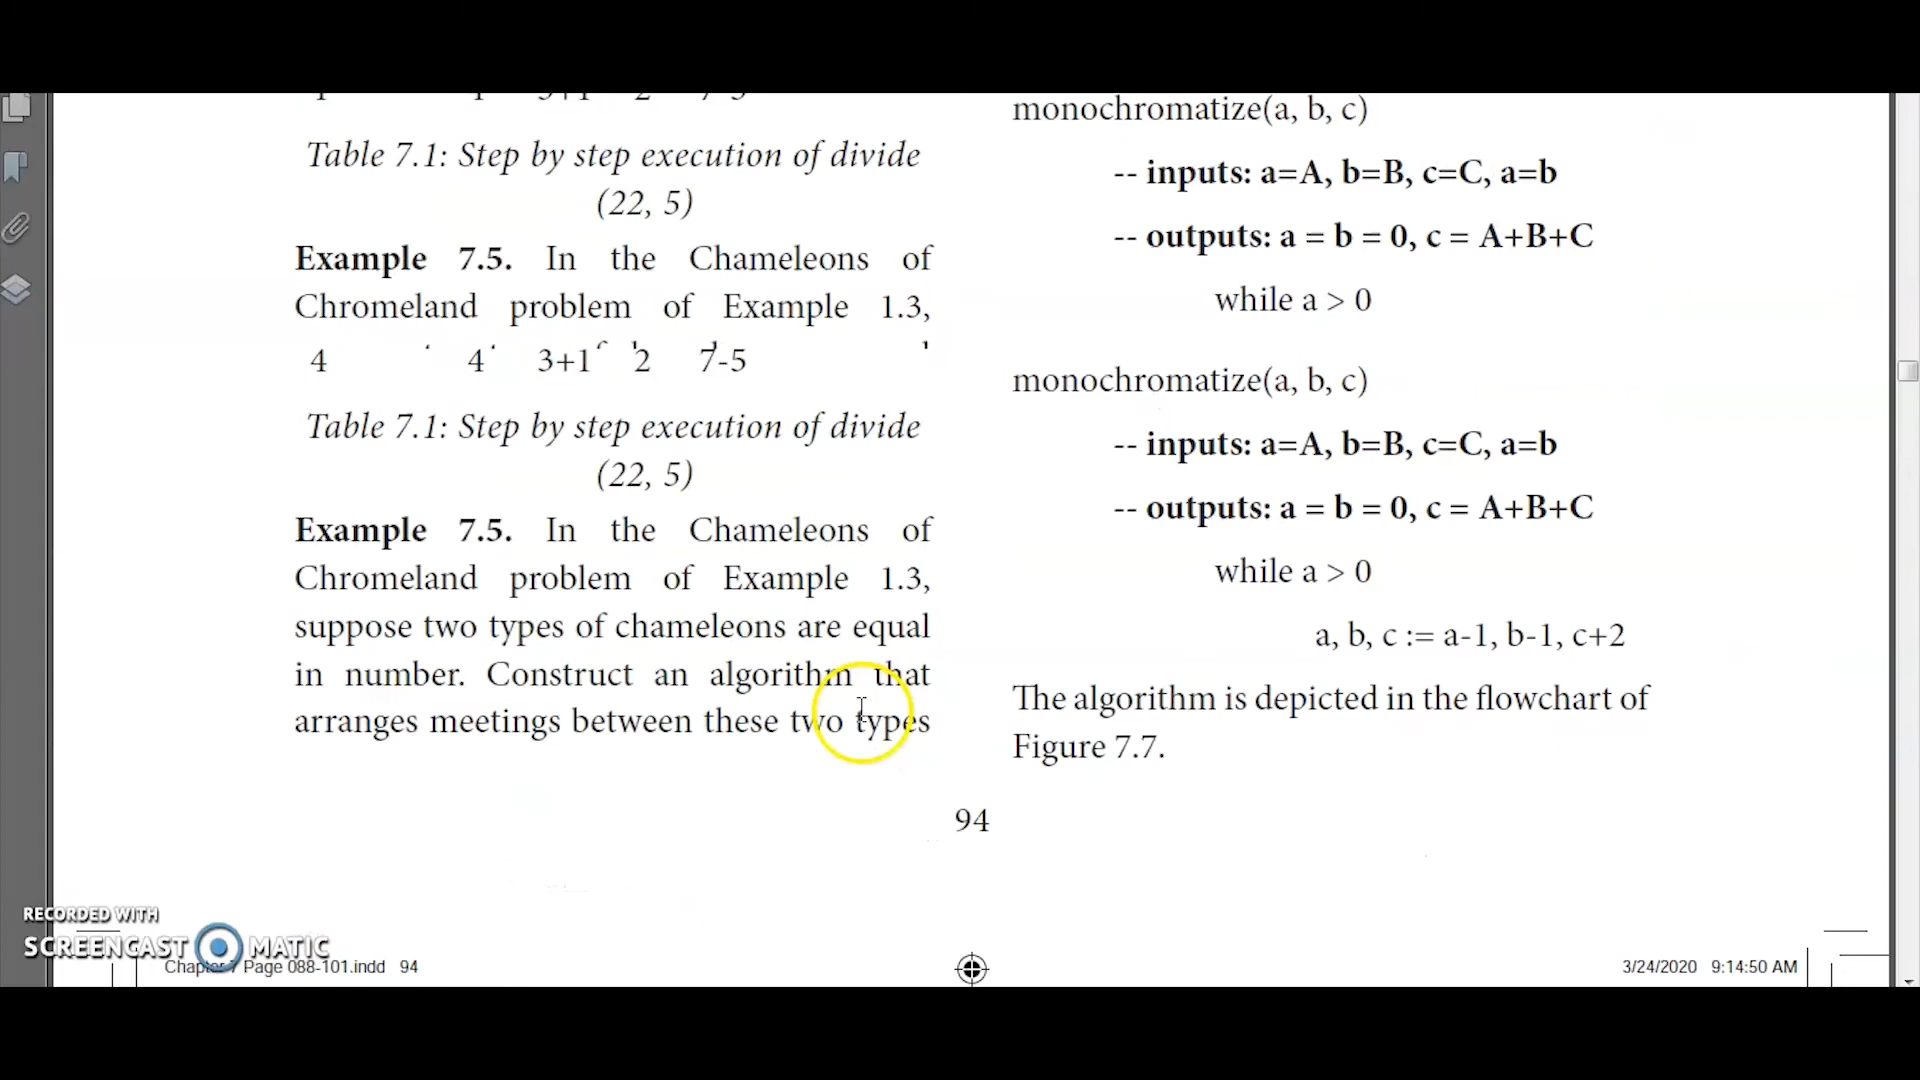 Table 7.1: Step by step execution of divide
(22, 5)
Example 7.5. In the Chameleons of
Chromeland problem of Example 1.3,
4 4 3+1 2 7-5
Table 7.1: Step by step execution of divide
(22, 5)
Example 7.5. In the Chameleons of
Chromeland problem of Example 1.3,
suppose two types of chameleons are equal
in number. Construct an algorithm that
arranges meetings between these two types
monochromatize(a, b, c)
-- inputs: a=A, b=B, c=C, a=b
-- outputs: a = b = 0, c = A+B+C
while a > 0
monochromatize(a, b, c)
-- inputs: a=A, b=B, c=C, a=b
-- outputs: a = b = 0, c = A+B+C
while a > 0
a, b, c := a-1, b-1, c+2
The algorithm is depicted in the flowchart of
Figure 7.7.
94
RECORDED WITH
SCREENCAST MATIC
Chapter 7 Page 088-101.indd 94
3/24/2020 9:14:50 AM